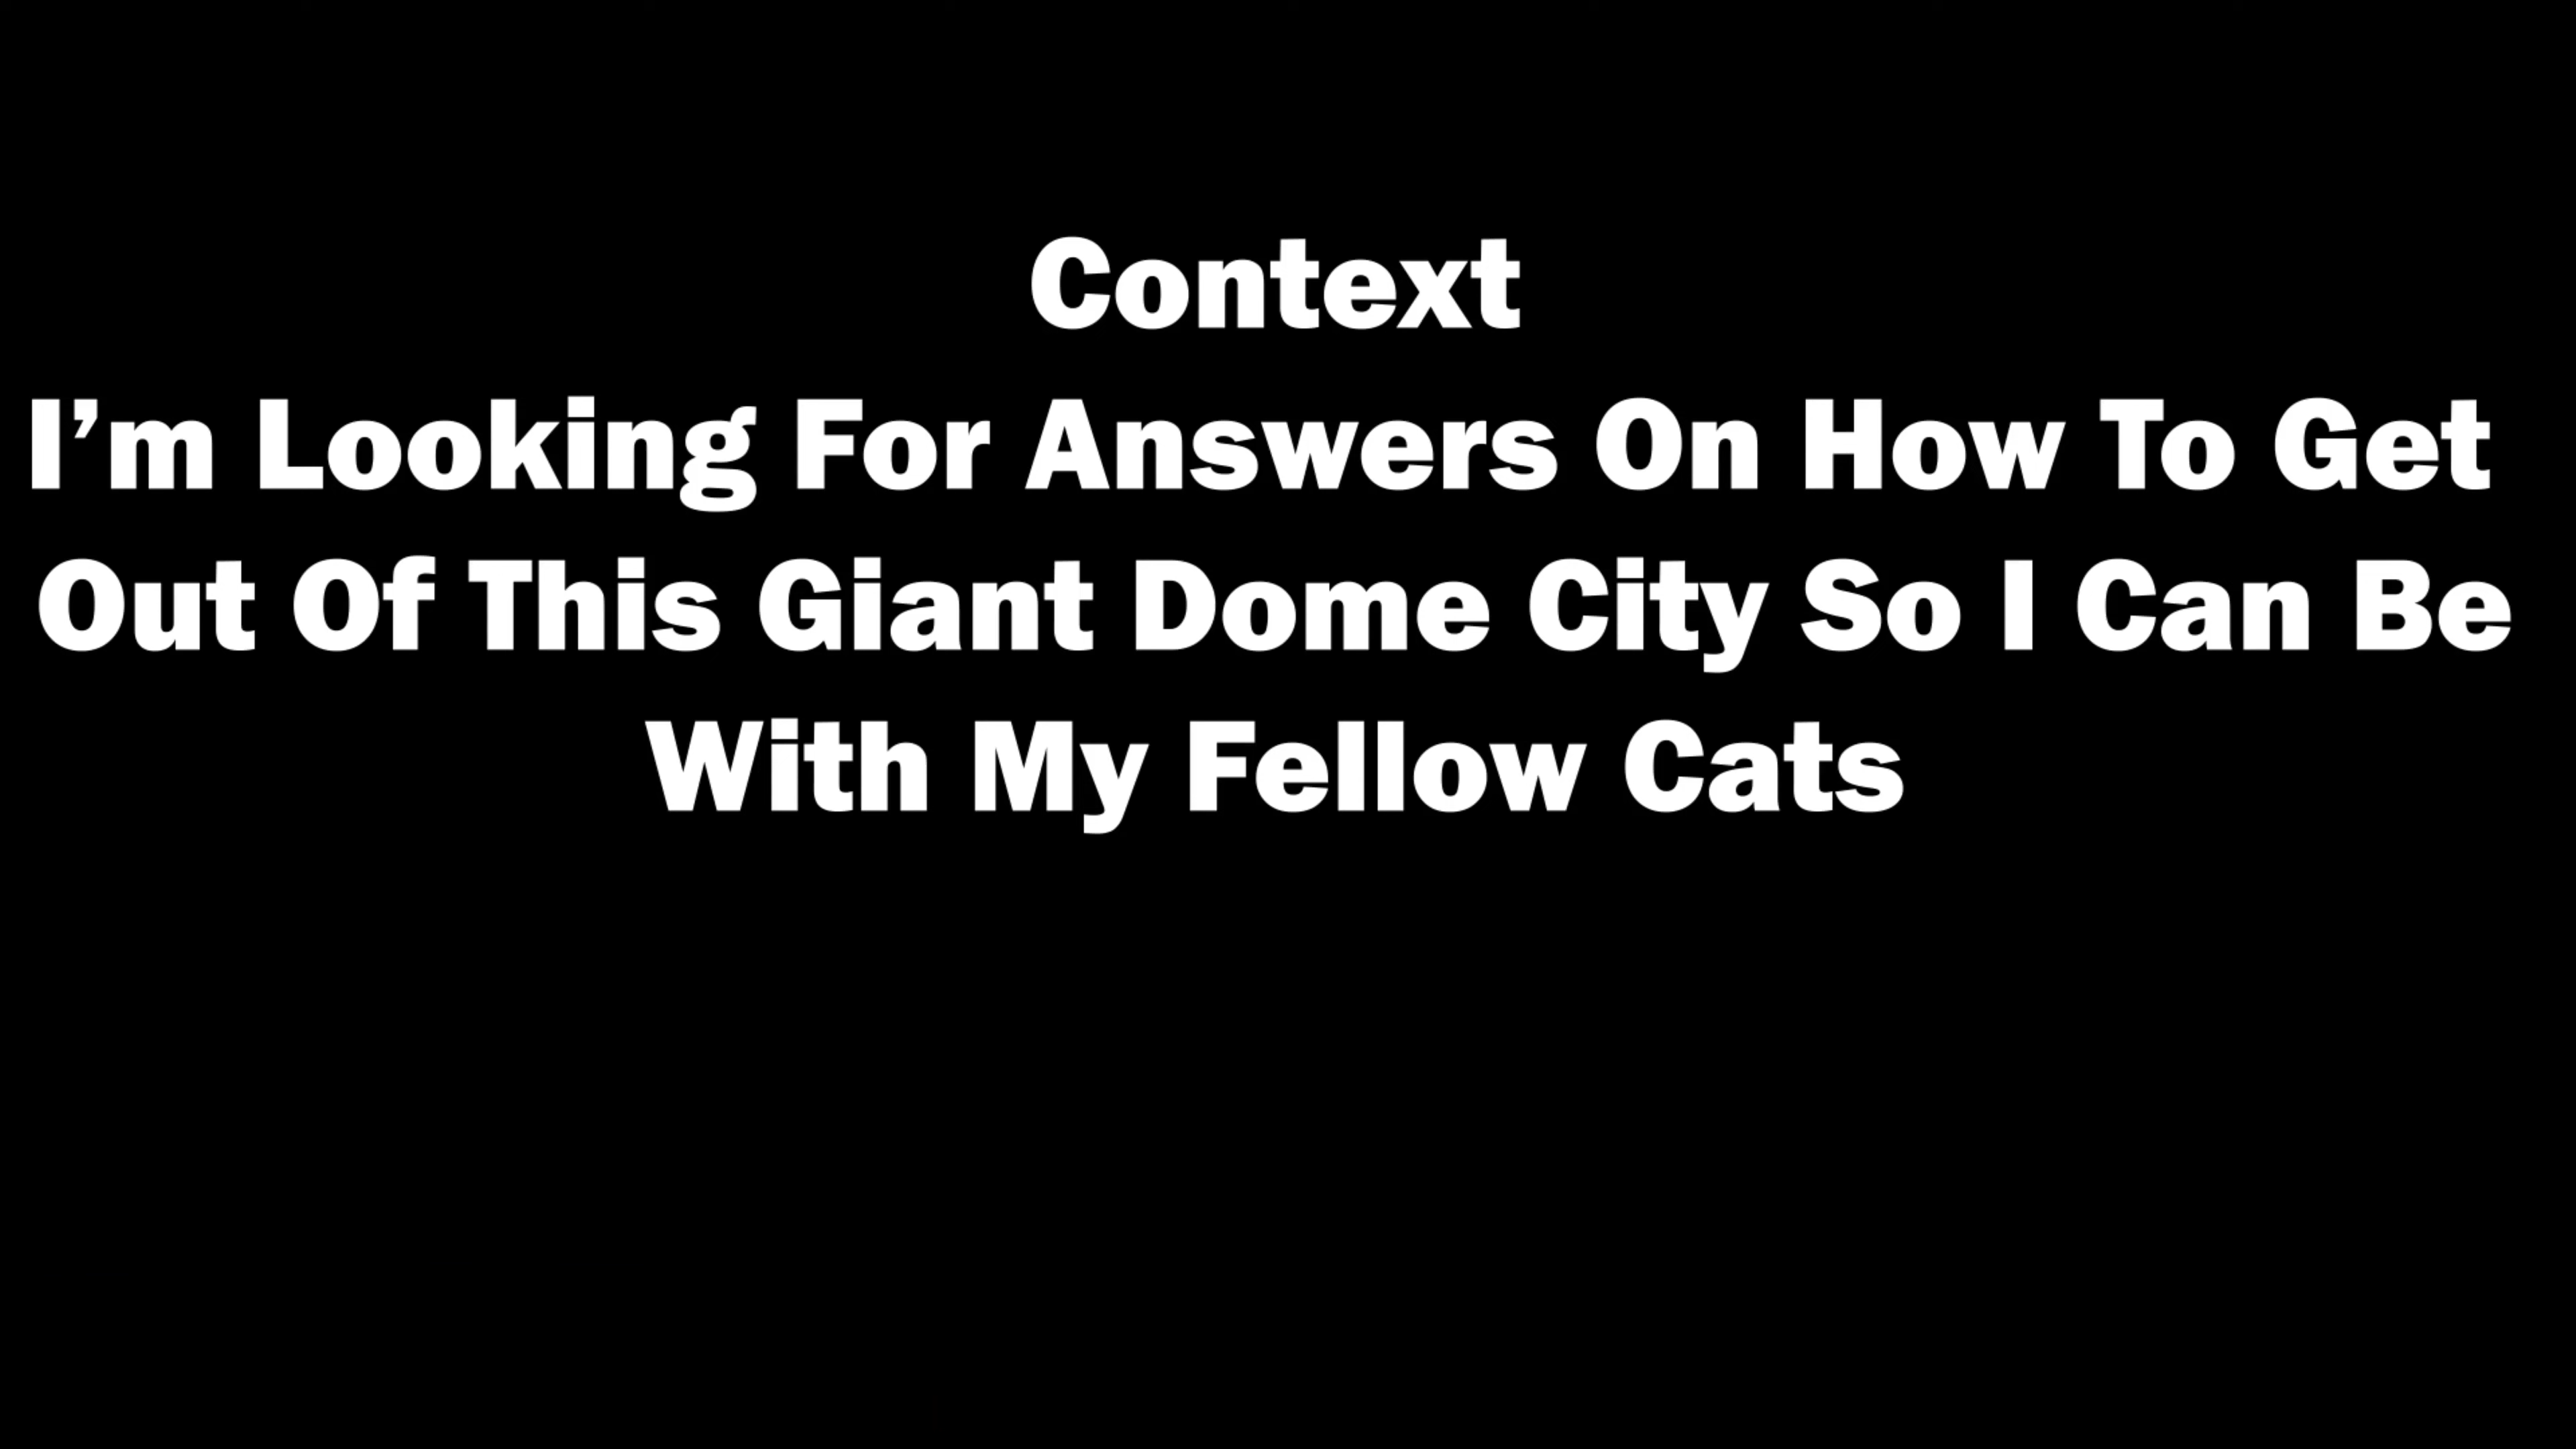 Context
I’m Looking For Answers On How To Get
Out Of This Giant Dome City So I Can Be
With My Fellow Cats